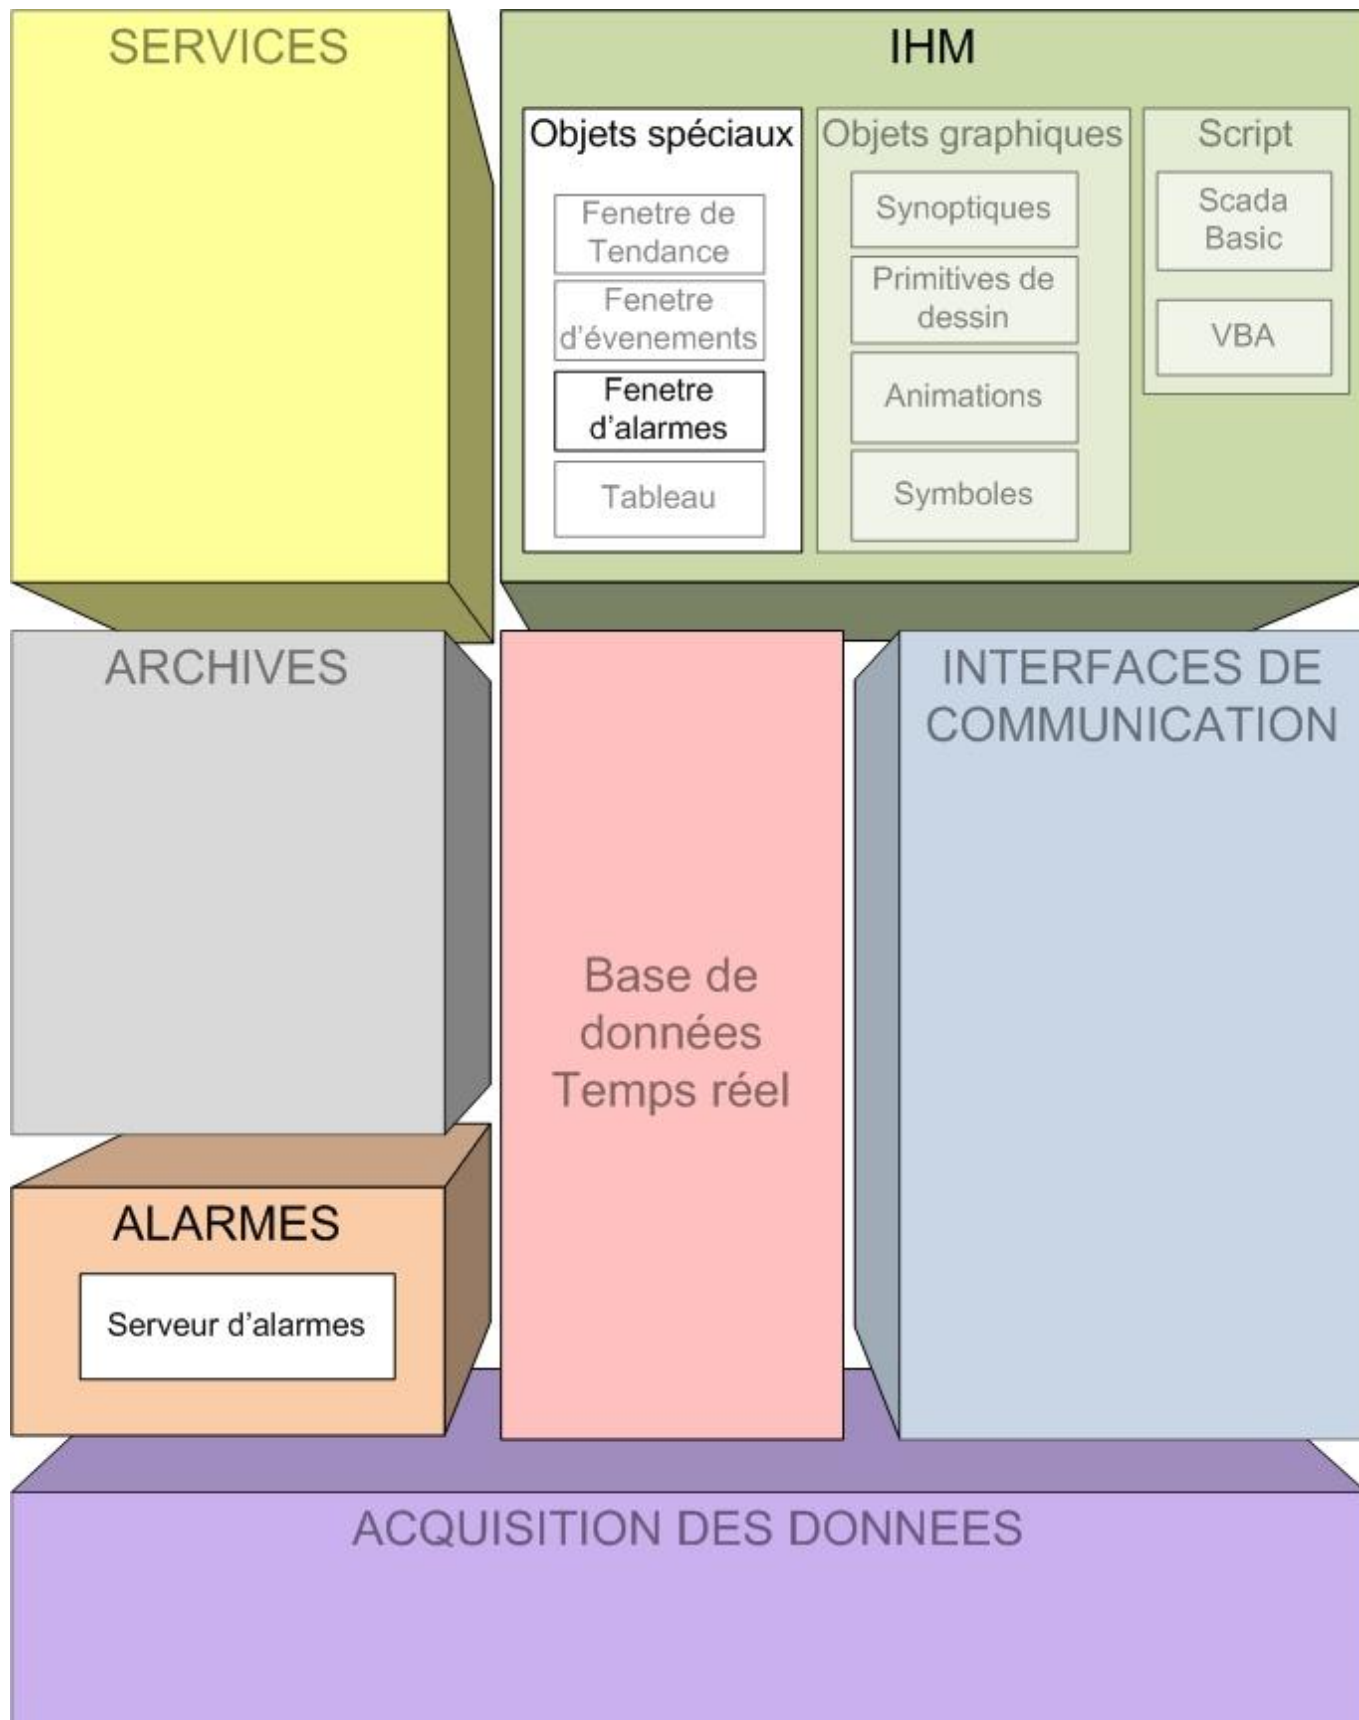 SERVICES
IHM
Objets spéciaux
Fenetre de
Tendance
Fenetre
d'évenements
Fenetre
d'alarmes
Tableau
Objets graphiques
Synoptiques
Primitives de
dessin
Animations
Symboles
Script
Scada
Basic
VBA
ARCHIVES
Base de
données
Temps réel
INTERFACES DE
COMMUNICATION
ALARMES
Serveur d'alarmes
ACQUISITION DES DONNEES